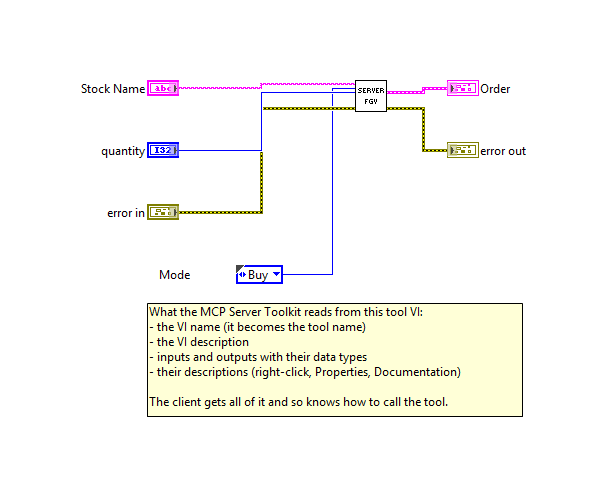 Stock Name
abc
SERVER
FGV
Order
quantity
I32
error out
error in
Mode
Buy
What the MCP Server Toolkit reads from this tool VI:
- the VI name (it becomes the tool name)
- the VI description
- inputs and outputs with their data types
- their descriptions (right-click, Properties, Documentation)
The client gets all of it and so knows how to call the tool.